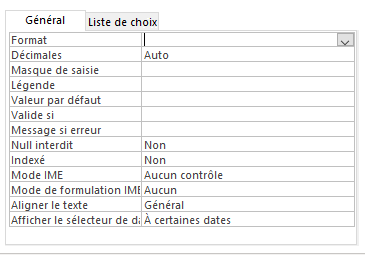 Général Liste de choix
Format
Décimales Auto
Masque de saisie
Légende
Valeur par défaut
Valide si
Message si erreur
Null interdit Non
Indexé Non
Mode IME Aucun contrôle
Mode de formulation IME Aucun
Aligner le texte Général
Afficher le sélecteur de da À certaines dates